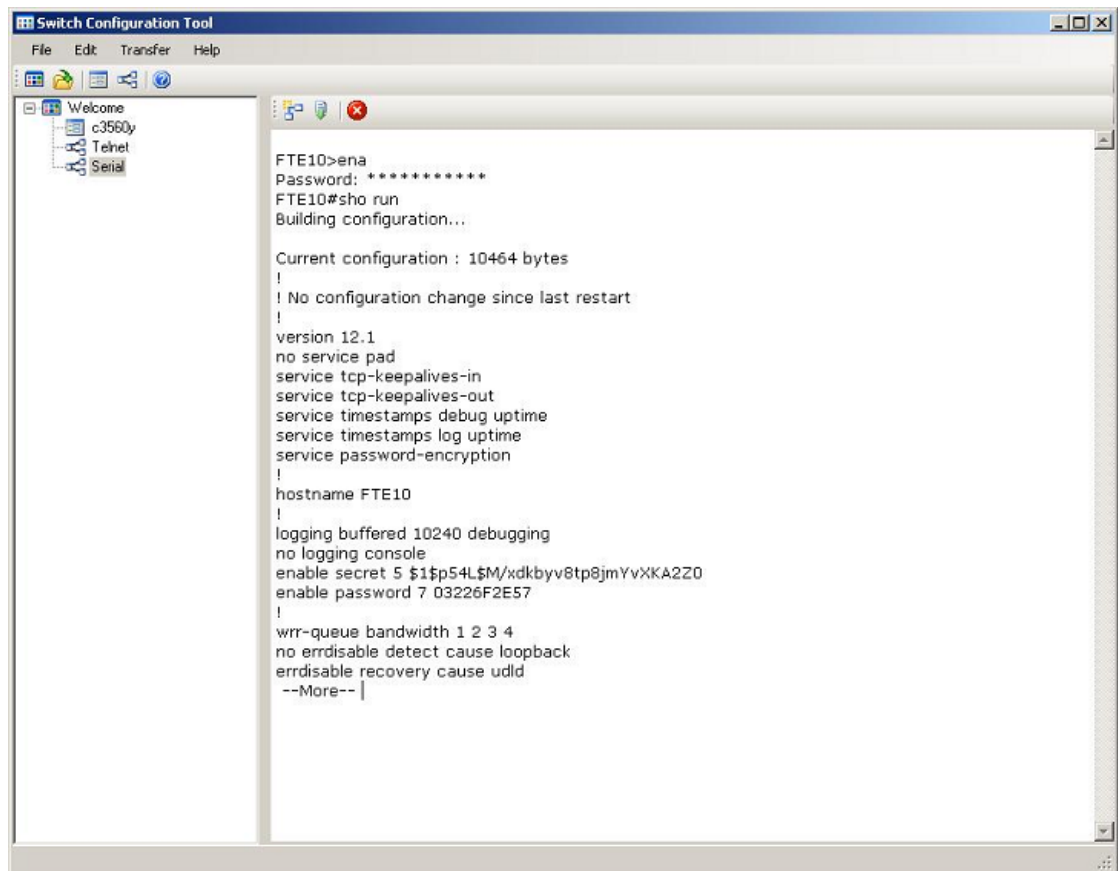 Switch Configuration Tool
File Edit Transfer Help
Welcome
c3560y
Telnet
Serial
FTE10>ena
Password: ***********
FTE10#sho run
Building configuration...
Current configuration : 10464 bytes
!
! No configuration change since last restart
!
version 12.1
no service pad
service tcp-keepalives-in
service tcp-keepalives-out
service timestamps debug uptime
service timestamps log uptime
service password-encryption
!
hostname FTE10
!
logging buffered 10240 debugging
no logging console
enable secret 5 $1$p54L$M/xdkbyv8tp8jmYvXKA2Z0
enable password 7 03226F2E57
!
wrr-queue bandwidth 1 2 3 4
no errdisable detect cause loopback
errdisable recovery cause udld
--More--